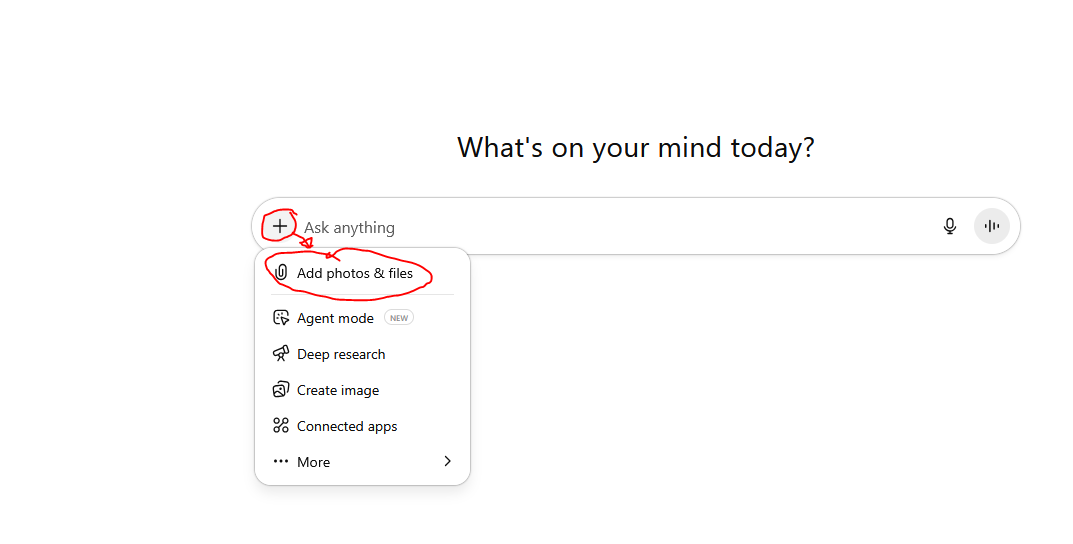 What's on your mind today?
Ask anything
Add photos & files
Agent mode NEW
Deep research
Create image
Connected apps
More